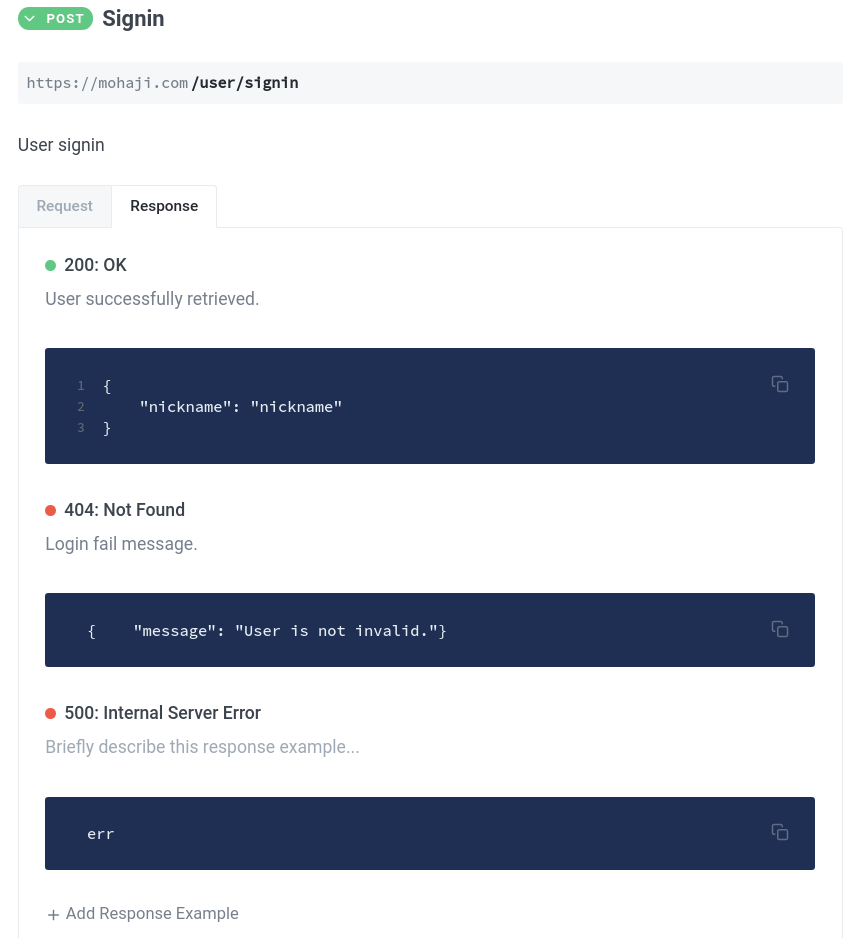 POST Signin
https://mohaji.com/user/signin
User signin
Request Response
200: OK
User successfully retrieved.
1 {
2     "nickname": "nickname"
3 }
404: Not Found
Login fail message.
{    "message": "User is not invalid."}
500: Internal Server Error
Briefly describe this response example...
err
+ Add Response Example